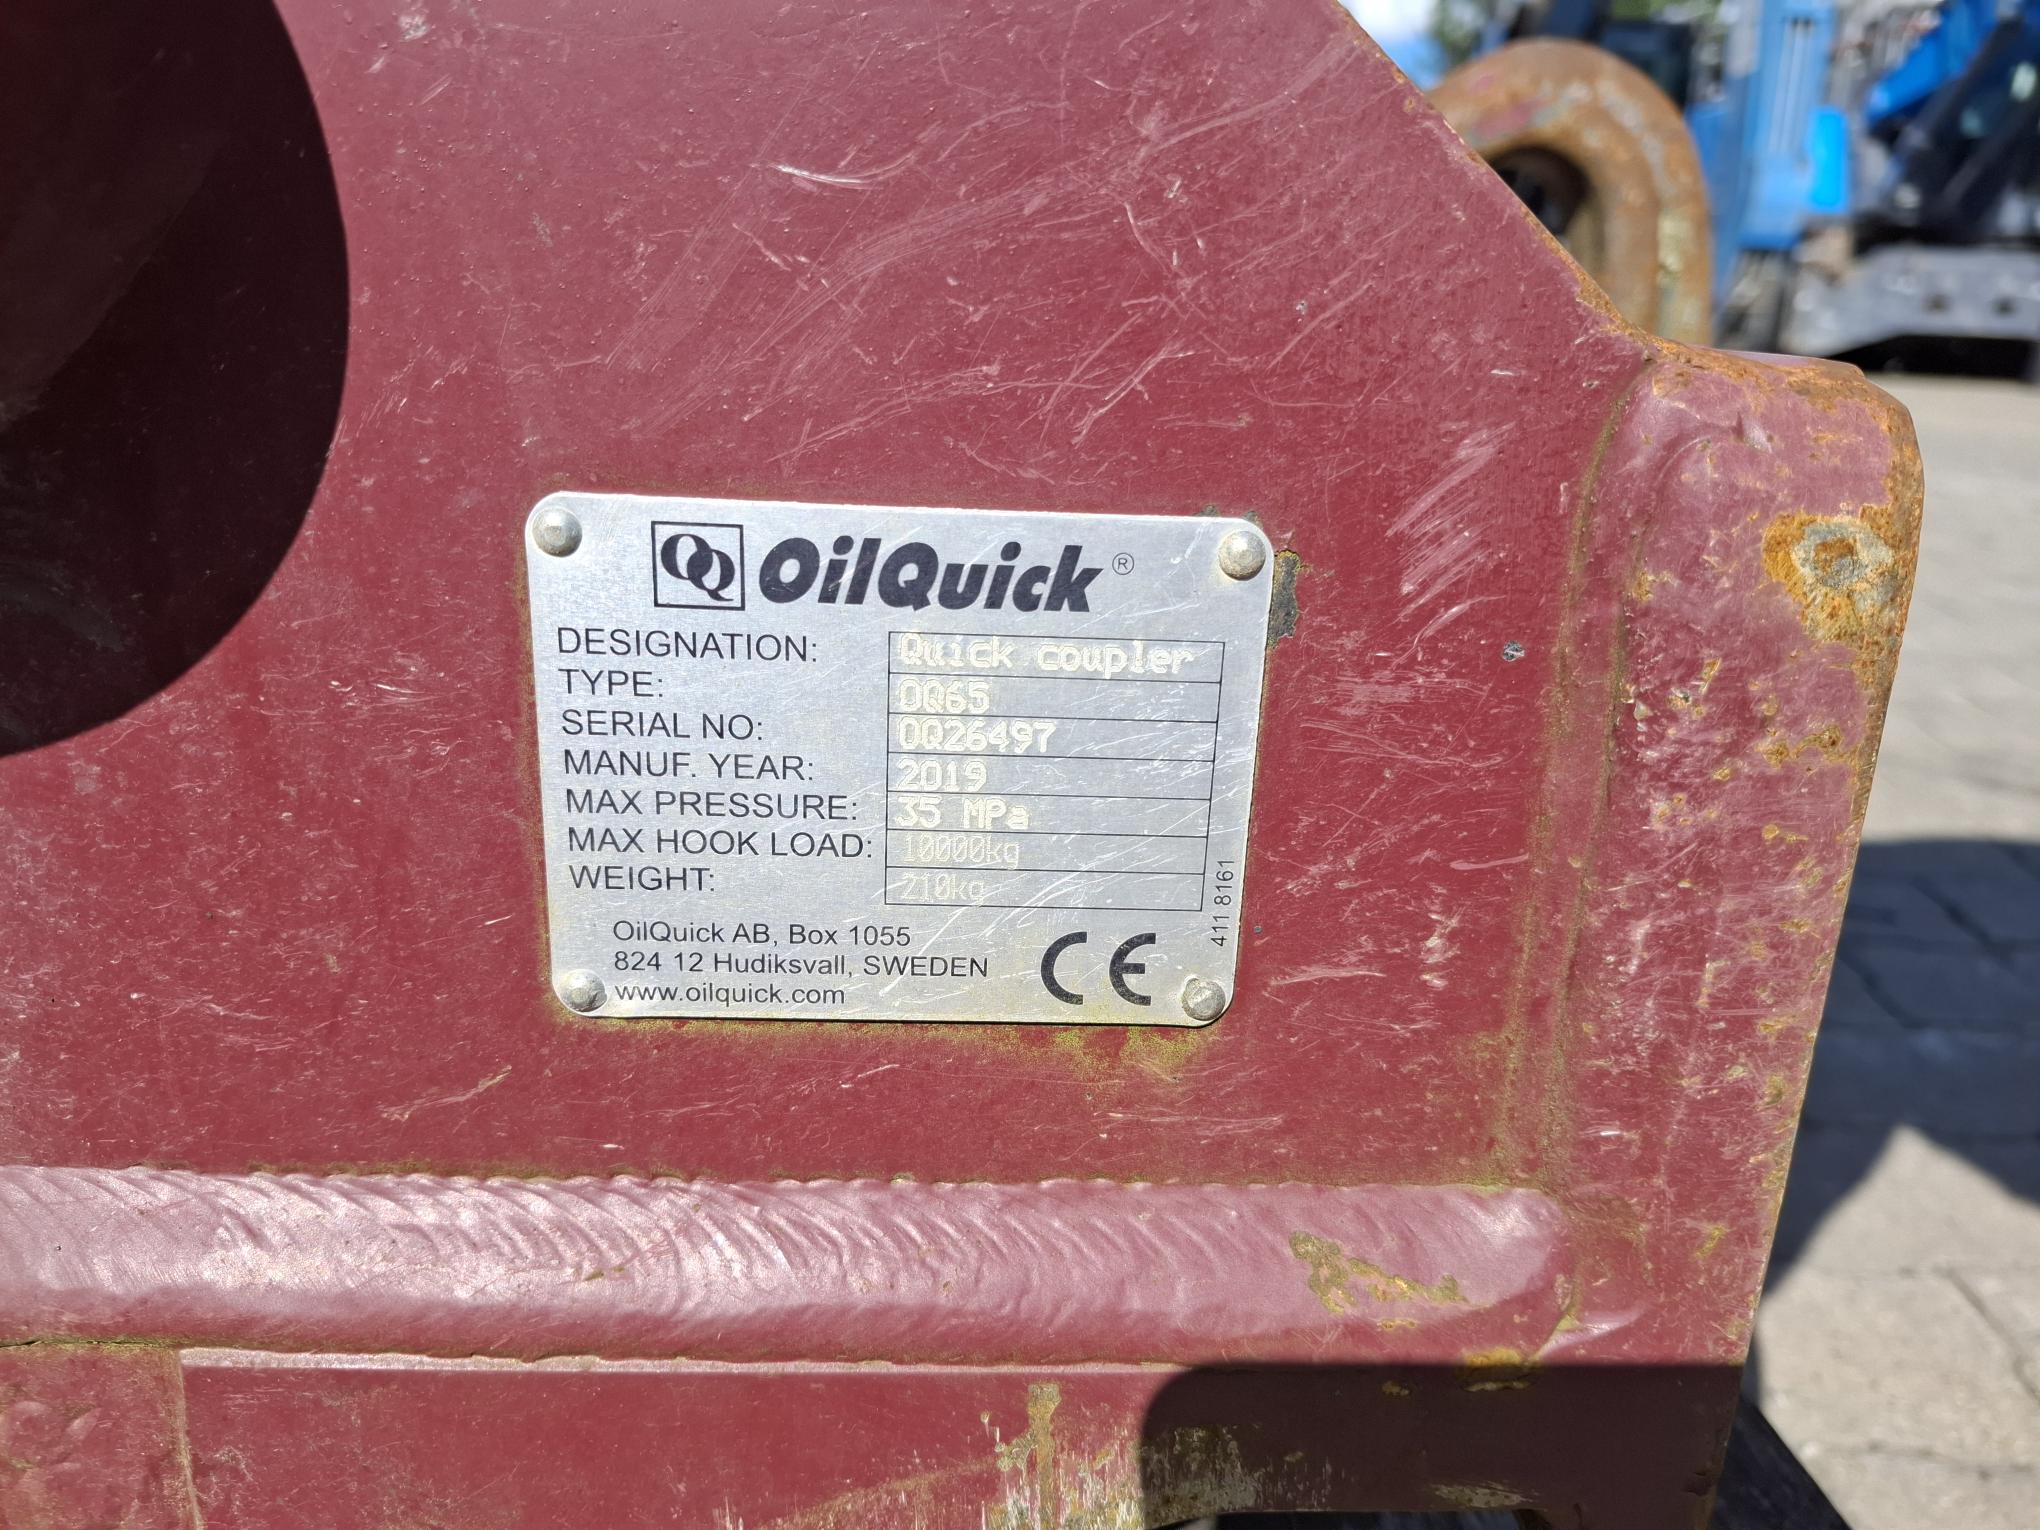 QQ OilQuick®
DESIGNATION: Quick coupler
TYPE: OQ65
SERIAL NO: OQ26497
MANUF. YEAR: 2019
MAX PRESSURE: 35 MPa
MAX HOOK LOAD: 10000kg
WEIGHT: 210kg
OilQuick AB, Box 1055
824 12 Hudiksvall, SWEDEN
www.oilquick.com
CE
411 8161